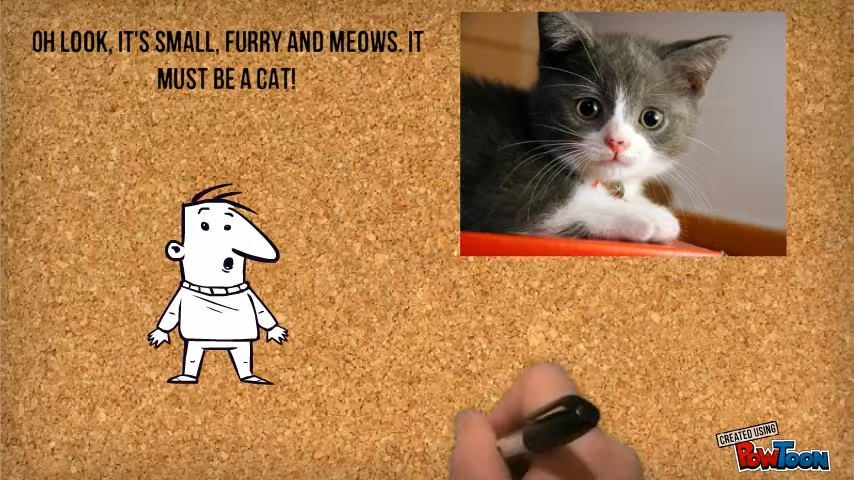 OH LOOK, IT'S SMALL, FURRY AND MEOWS. IT
MUST BE A CAT!
CREATED USING
POWTOON